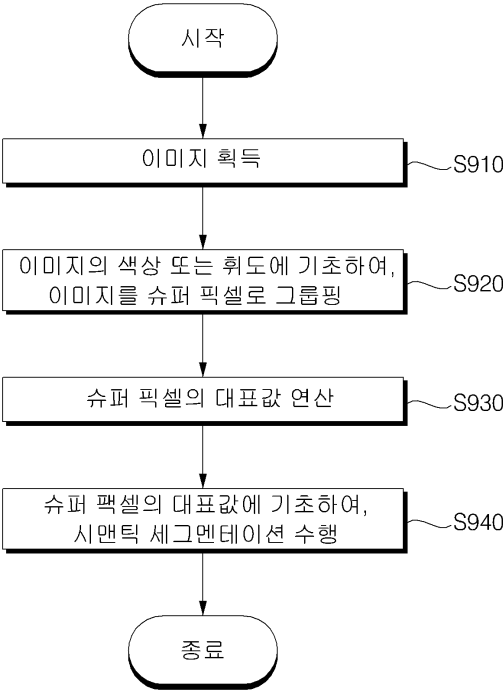 시작
이미지 획득
S910
이미지의 색상 또는 휘도에 기초하여,
이미지를 슈퍼 픽셀로 그룹핑
S920
슈퍼 픽셀의 대표값 연산
S930
슈퍼 팩셀의 대표값에 기초하여,
시맨틱 세그멘테이션 수행
S940
종료